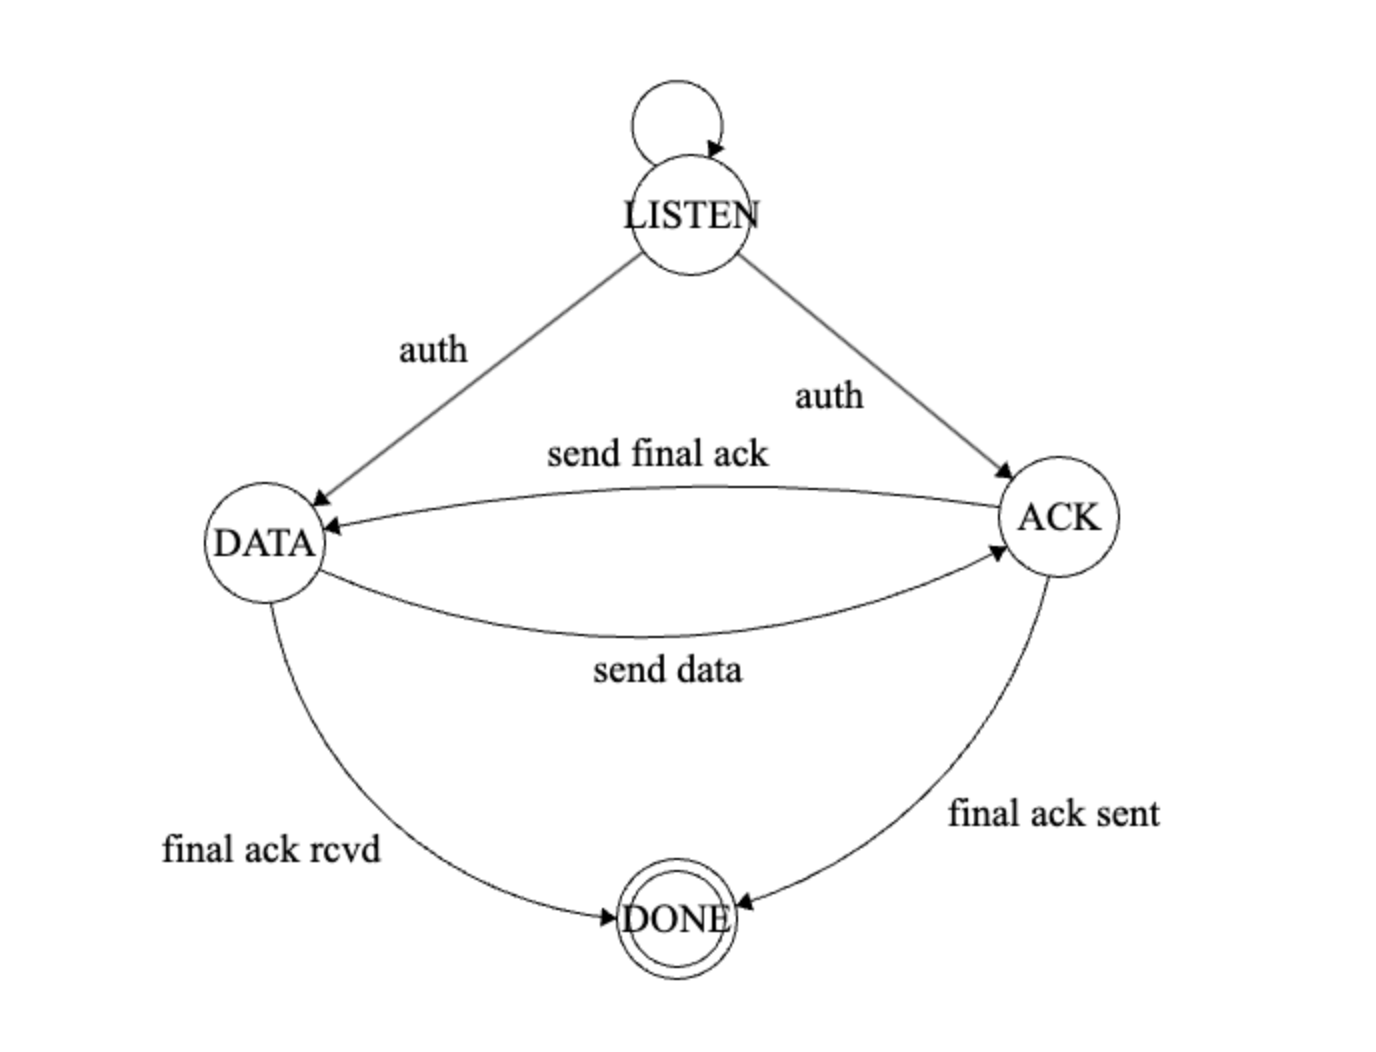 LISTEN
auth
auth
send final ack
DATA
ACK
send data
final ack sent
final ack rcvd
DONE